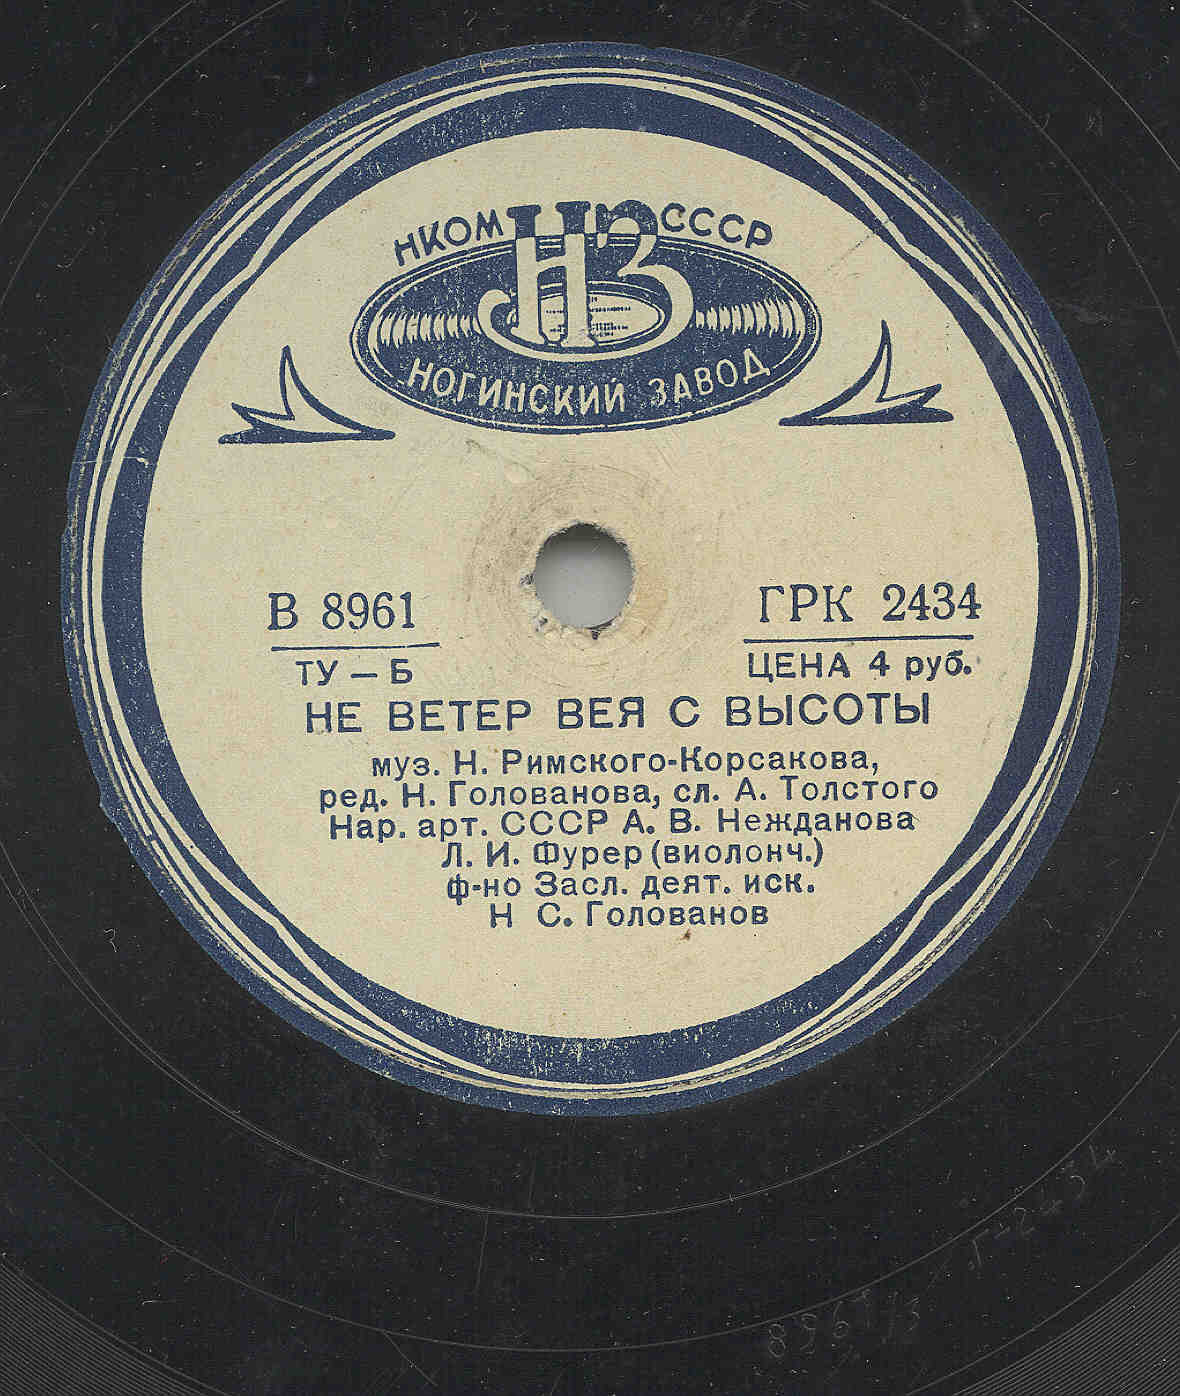 НКОМ НЗ СССР
НОГИНСКИЙ ЗАВОД
В 8961 ГРК 2434
ТУ – Б ЦЕНА 4 руб.
НЕ ВЕТЕР ВЕЯ С ВЫСОТЫ
муз. Н. Римского-Корсакова,
ред. Н. Голованова, сл. А. Толстого
Нар. арт. СССР А. В. Нежданова
Л. И. Фурер (виолонч.)
ф-но Засл. деят. иск.
Н С. Голованов
Г-2434